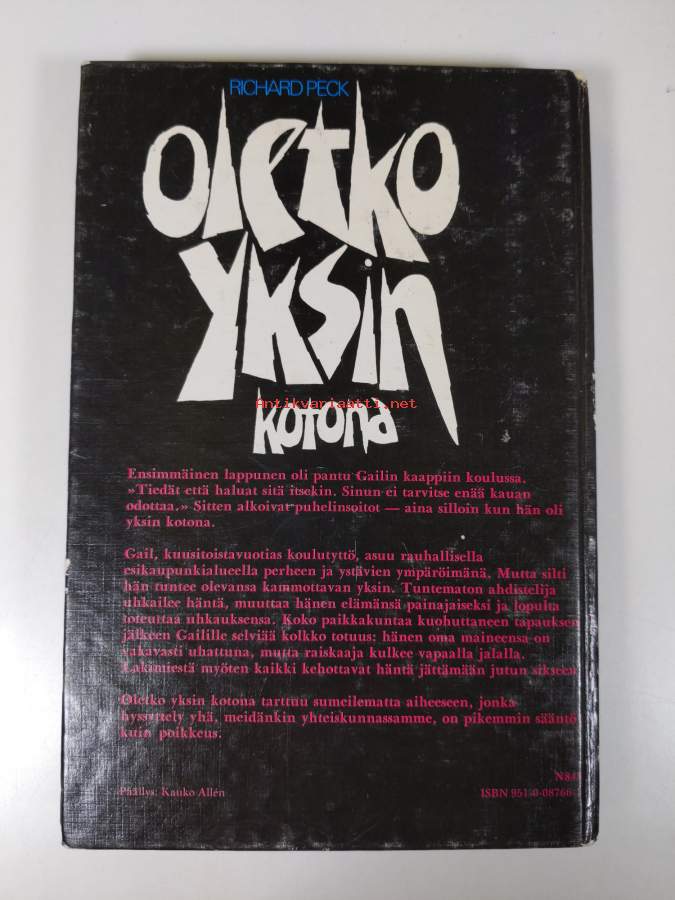 RICHARD PECK
Oletko
yksin
kotona
Antikvariaatti.net
Ensimmäinen lappunen oli pantu Gailin kaappiin koulussa.
»Tiedät että haluat sitä itsekin. Sinun ei tarvitse enää kauan
odottaa.» Sitten alkoivat puhelinsoitot — aina silloin kun hän oli
yksin kotona.
Gail, kuusitoistavuotias koulutyttö, asuu rauhallisella
esikaupunkialueella perheen ja ystävien ympäröimänä. Mutta silti
hän tuntee olevansa kammottavan yksin. Tuntematon ahdistelija
uhkailee häntä, muuttaa hänen elämänsä painajaiseksi ja lopulta
toteuttaa uhkauksensa. Koko paikkakuntaa kuohuttaneen tapauksen
jälkeen Gailille selviää kolkko totuus: hänen oma maineensa on
vakavasti uhattuna, mutta raiskaaja kulkee vapaalla jalalla.
Lakimiestä myöten kaikki kehottavat häntä jättämään jutun sikseen
Oletko yksin kotona tarttuu sumeilematta aiheeseen, jonka
hyssyttely yhä, meidänkin yhteiskunnassamme, on pikemmin sääntö
kuin poikkeus.
N84
Päällys: Kauko Allén
ISBN 951-0-08766